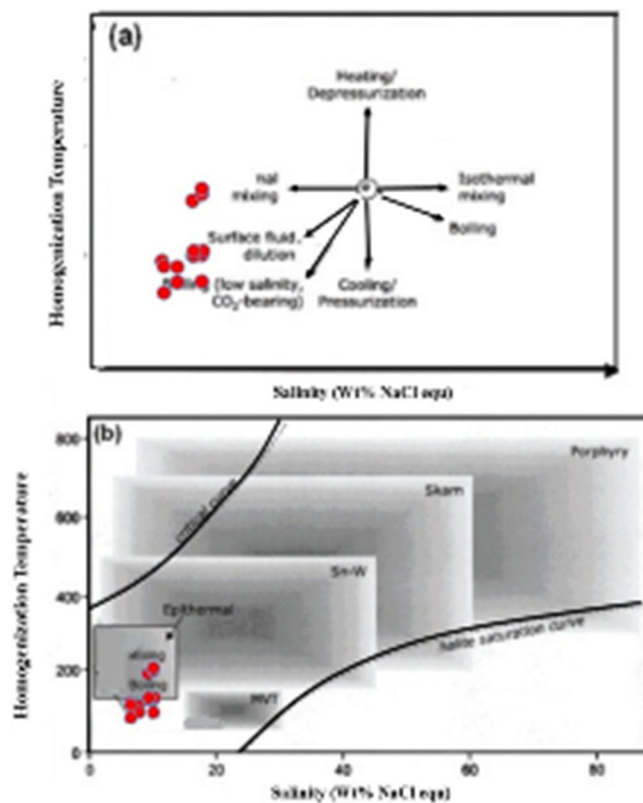 (a)
Homogenization Temperature
Heating/
Depressurization
nal
mixing
Isothermal
mixing
Boiling
Surface fluid,
dilution
(low salinity,
CO₂-bearing)
Cooling/
Pressurization
Salinity (Wt% NaCl equ)
(b)
Homogenization Temperature
800
600
400
200
0
Porphyry
critical curve
Skarn
Sn-W
Epithermal
mixing
Boiling
MVT
halite saturation curve
0
20
40
60
80
Salinity (Wt% NaCl equ)